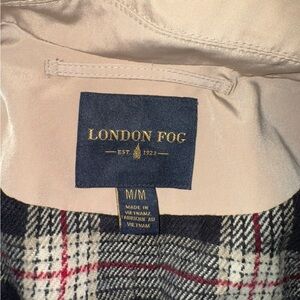 LONDON FOG
EST. 1923
M/M
MADE IN
VIETNAM/
FABRIQUÉ AU
VIETNAM